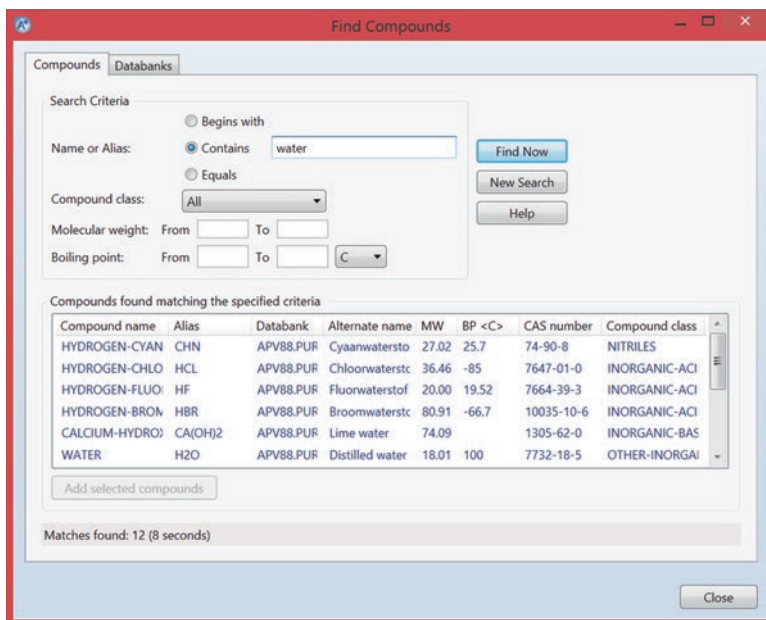 Find Compounds
Compounds Databanks
Search Criteria
Begins with
Name or Alias: Contains water Find Now
Equals New Search
Compound class: All Help
Molecular weight: From To
Boiling point: From To C
Compounds found matching the specified criteria
Compound name Alias Databank Alternate name MW BP <C> CAS number Compound class
HYDROGEN-CYAN CHN APV88.PUR Cyaanwatersto 27.02 25.7 74-90-8 NITRILES
HYDROGEN-CHLO HCL APV88.PUR Chloorwaterstc 36.46 -85 7647-01-0 INORGANIC-ACI
HYDROGEN-FLUO HF APV88.PUR Fluorwaterstof 20.00 19.52 7664-39-3 INORGANIC-ACI
HYDROGEN-BROM HBR APV88.PUR Broomwaterstc 80.91 -66.7 10035-10-6 INORGANIC-ACI
CALCIUM-HYDROX CA(OH)2 APV88.PUR Lime water 74.09 1305-62-0 INORGANIC-BAS
WATER H2O APV88.PUR Distilled water 18.01 100 7732-18-5 OTHER-INORGA
Add selected compounds
Matches found: 12 (8 seconds)
Close